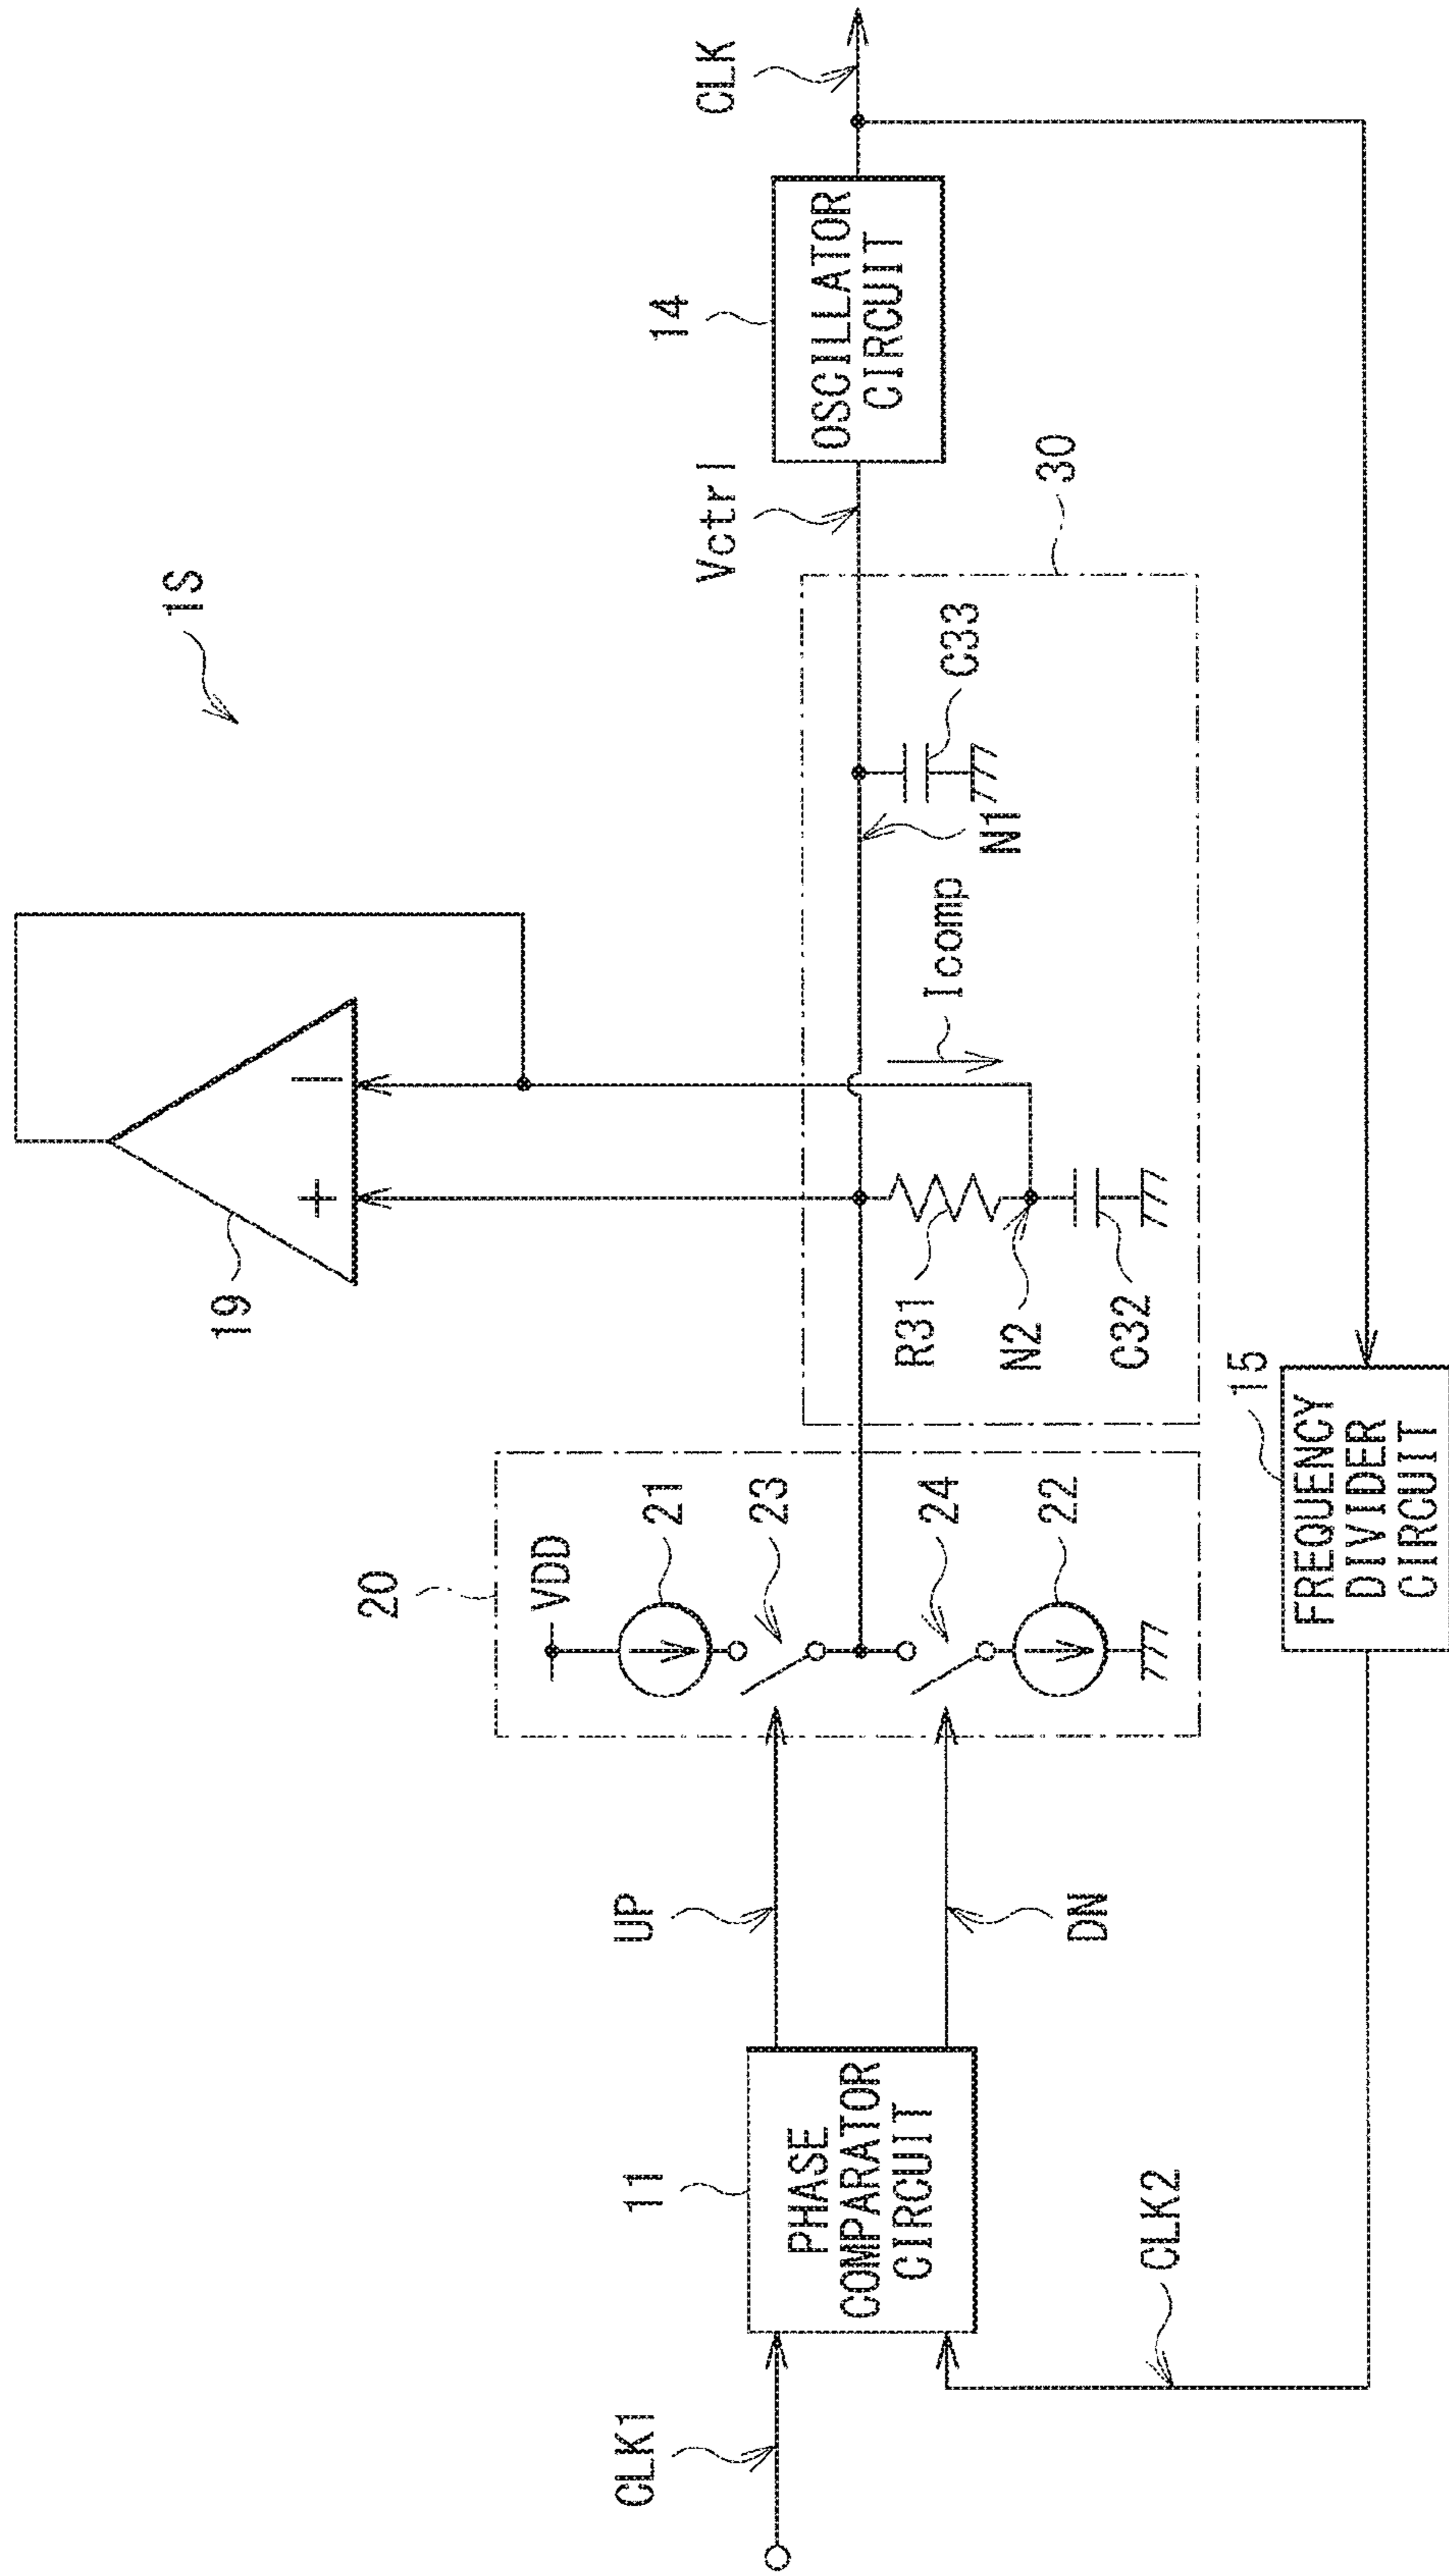 1S
19
+
−
20
VDD
21
23
24
22
UP
DN
11
PHASE
COMPARATOR
CIRCUIT
CLK1
CLK2
R31
N2
C32
Icomp
N1
C33
30
Vctrl
14
OSCILLATOR
CIRCUIT
CLK
15
FREQUENCY
DIVIDER
CIRCUIT